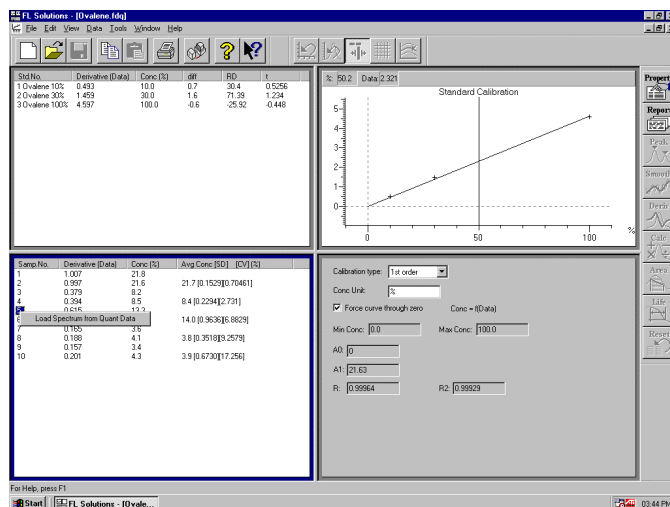 FL Solutions - [Ovalene.fdq]
File Edit View Data Tools Window Help
Std.No. Derivative (Data) Conc (%) diff RD t
1 Ovalene 10% 0.493 10.0 0.7 30.4 0.5256
2 Ovalene 30% 1.459 30.0 1.6 71.39 1.234
3 Ovalene 100% 4.597 100.0 -0.6 -25.92 -0.448
%: 50.2 Data: 2.321
Standard Calibration
5
4
3
2
1
0
0 50 100
%
Property
Report
Peak
Smooth
Deriv
Calc
Area
Life
Reset
Samp.No. Derivative (Data) Conc (%) Avg Conc [SD] [CV] (%)
1 1.007 21.8
2 0.997 21.6 21.7 [0.1529][0.70461]
3 0.379 8.2
4 0.394 8.5 8.4 [0.2294][2.731]
5 0.615 13.3
6 14.0 [0.9636][6.8829]
Load Spectrum from Quant Data
7 0.165 3.6
8 0.188 4.1 3.8 [0.3518][9.2579]
9 0.157 3.4
10 0.201 4.3 3.9 [0.6730][17.256]
Calibration type: 1st order
Conc Unit: %
Force curve through zero Conc = f(Data)
Min Conc: 0.0 Max Conc: 100.0
A0: 0
A1: 21.63
R: 0.99964 R2: 0.99929
For Help, press F1
Start FL Solutions - [Ovale... 03:44 PM